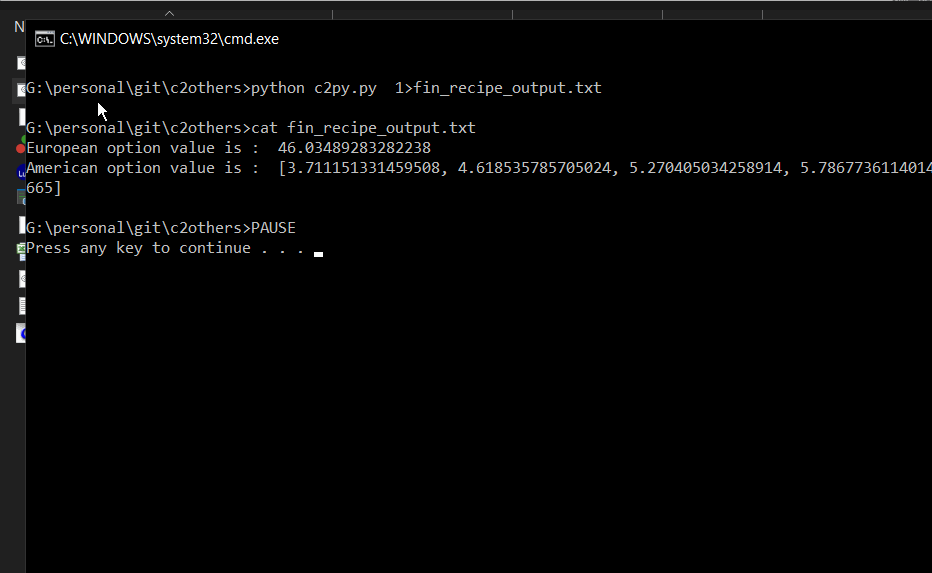 N
C:\WINDOWS\system32\cmd.exe
G:\personal\git\c2others>python c2py.py  1>fin_recipe_output.txt
G:\personal\git\c2others>cat fin_recipe_output.txt
European option value is :  46.03489283282238
American option value is :  [3.711151331459508, 4.618535785705024, 5.270405034258914, 5.7867736114014
665]
G:\personal\git\c2others>PAUSE
Press any key to continue . . .